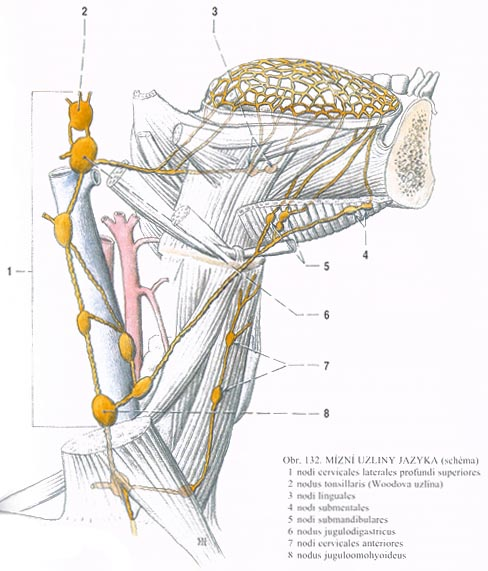 2
3
1
4
5
6
7
8
Obr. 132. MÍZNÍ UZLINY JAZYKA (schéma)
1 nodi cervicales laterales profundi superiores
2 nodus tonsillaris (Woodova uzlina)
3 nodi linguales
4 nodi submentales
5 nodi submandibulares
6 nodus jugulodigastricus
7 nodi cervicales anteriores
8 nodus juguloomohyoideus